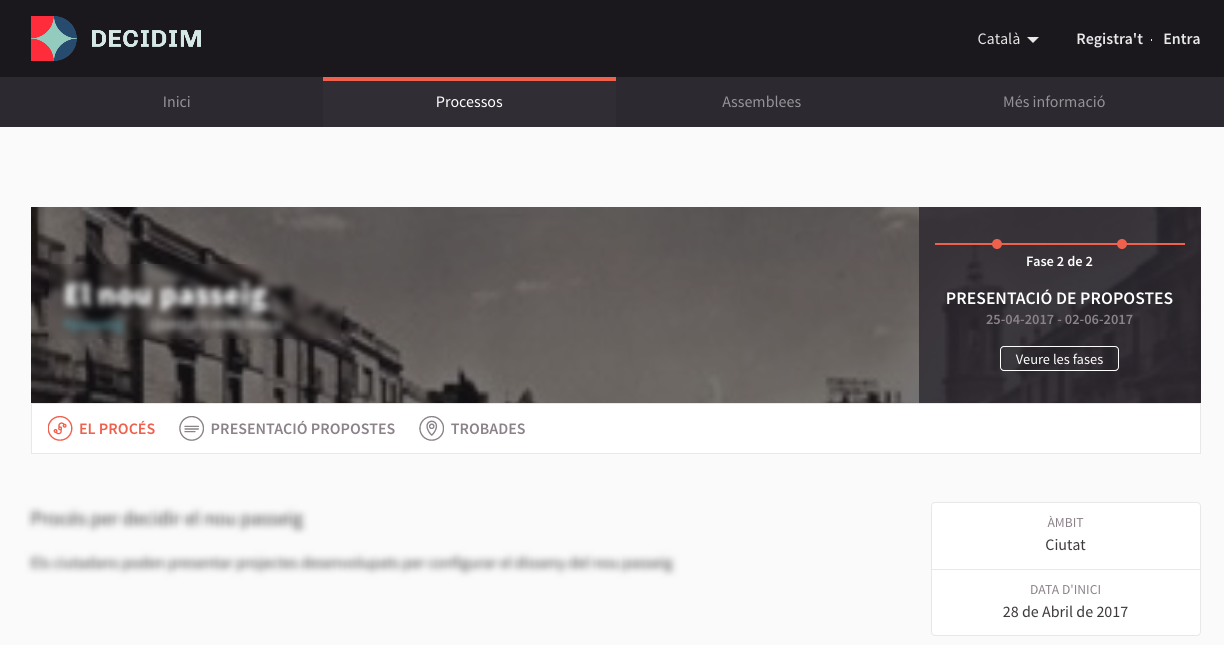 DECIDIM
Català
Registra't · Entra
Inici
Processos
Assemblees
Més informació
El nou passeig
Fase 2 de 2
PRESENTACIÓ DE PROPOSTES
25-04-2017 - 02-06-2017
Veure les fases
EL PROCÉS
PRESENTACIÓ PROPOSTES
TROBADES
Procés per decidir el nou passeig
Els ciutadans poden presentar projectes desenvolupats per configurar el disseny del nou passeig
ÀMBIT
Ciutat
DATA D'INICI
28 de Abril de 2017